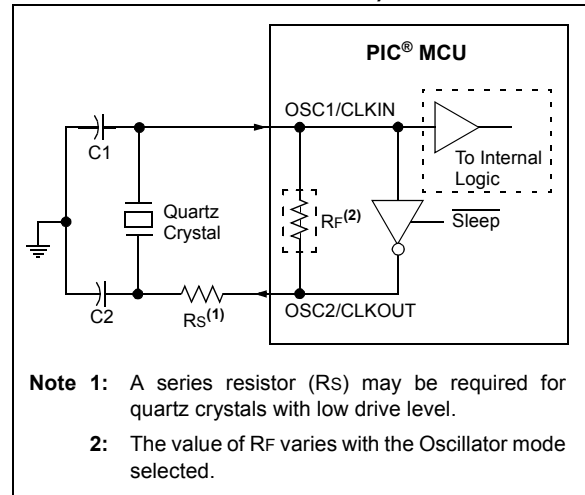 PIC® MCU
OSC1/CLKIN
C1
To Internal
Logic
Quartz
Crystal
RF(2)
Sleep
C2
RS(1)
OSC2/CLKOUT
Note 1: A series resistor (RS) may be required for
quartz crystals with low drive level.
2: The value of RF varies with the Oscillator mode
selected.